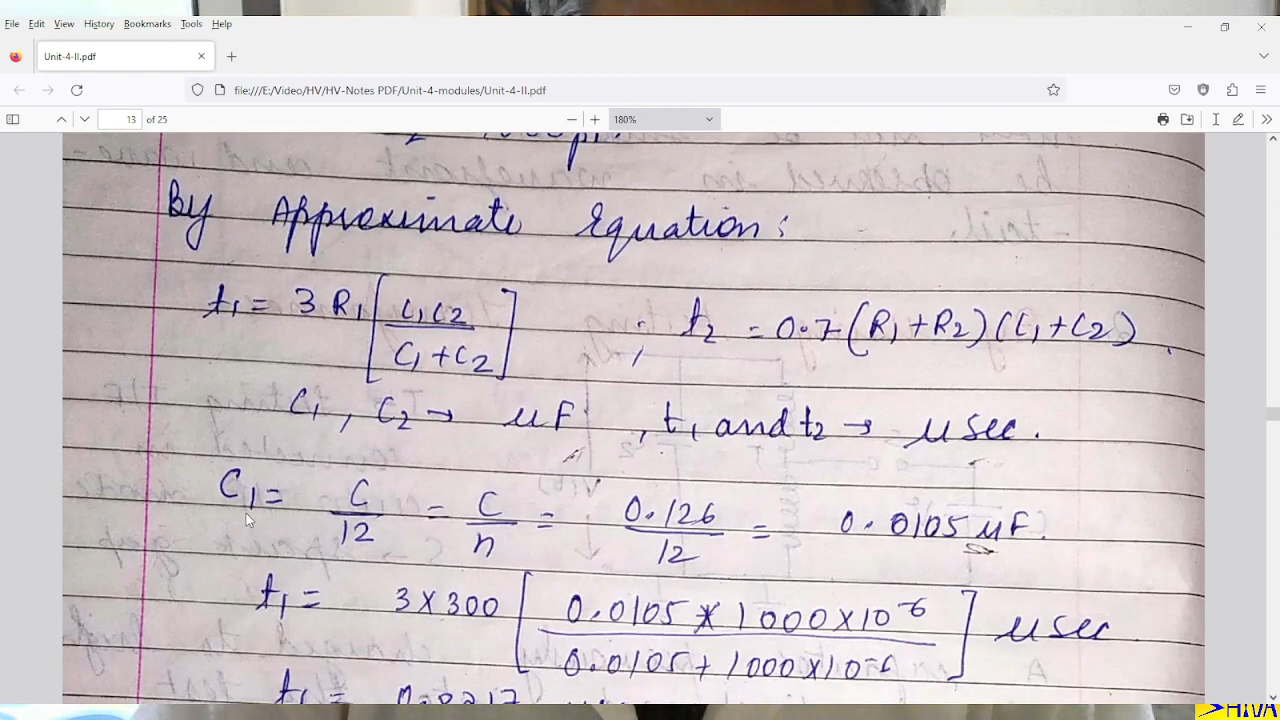 File Edit View History Bookmarks Tools Help
Unit-4-II.pdf
file:///E:/Video/HV/HV-Notes PDF/Unit-4-modules/Unit-4-II.pdf
13 of 25
180%
By Approximate Equation:
t1 = 3 R1 [ C1C2 / C1 + C2 ] ; t2 = 0.7 (R1 + R2) (C1 + C2).
C1, C2 → μF, t1 and t2 → μ sec.
C1 = C/12 = C/n = 0.126/12 = 0.0105 μF.
t1 = 3 X 300 [ 0.0105 * 1000 X 10^-6 / 0.0105 + 1000 X 10^-6 ] μ sec
SHIVA